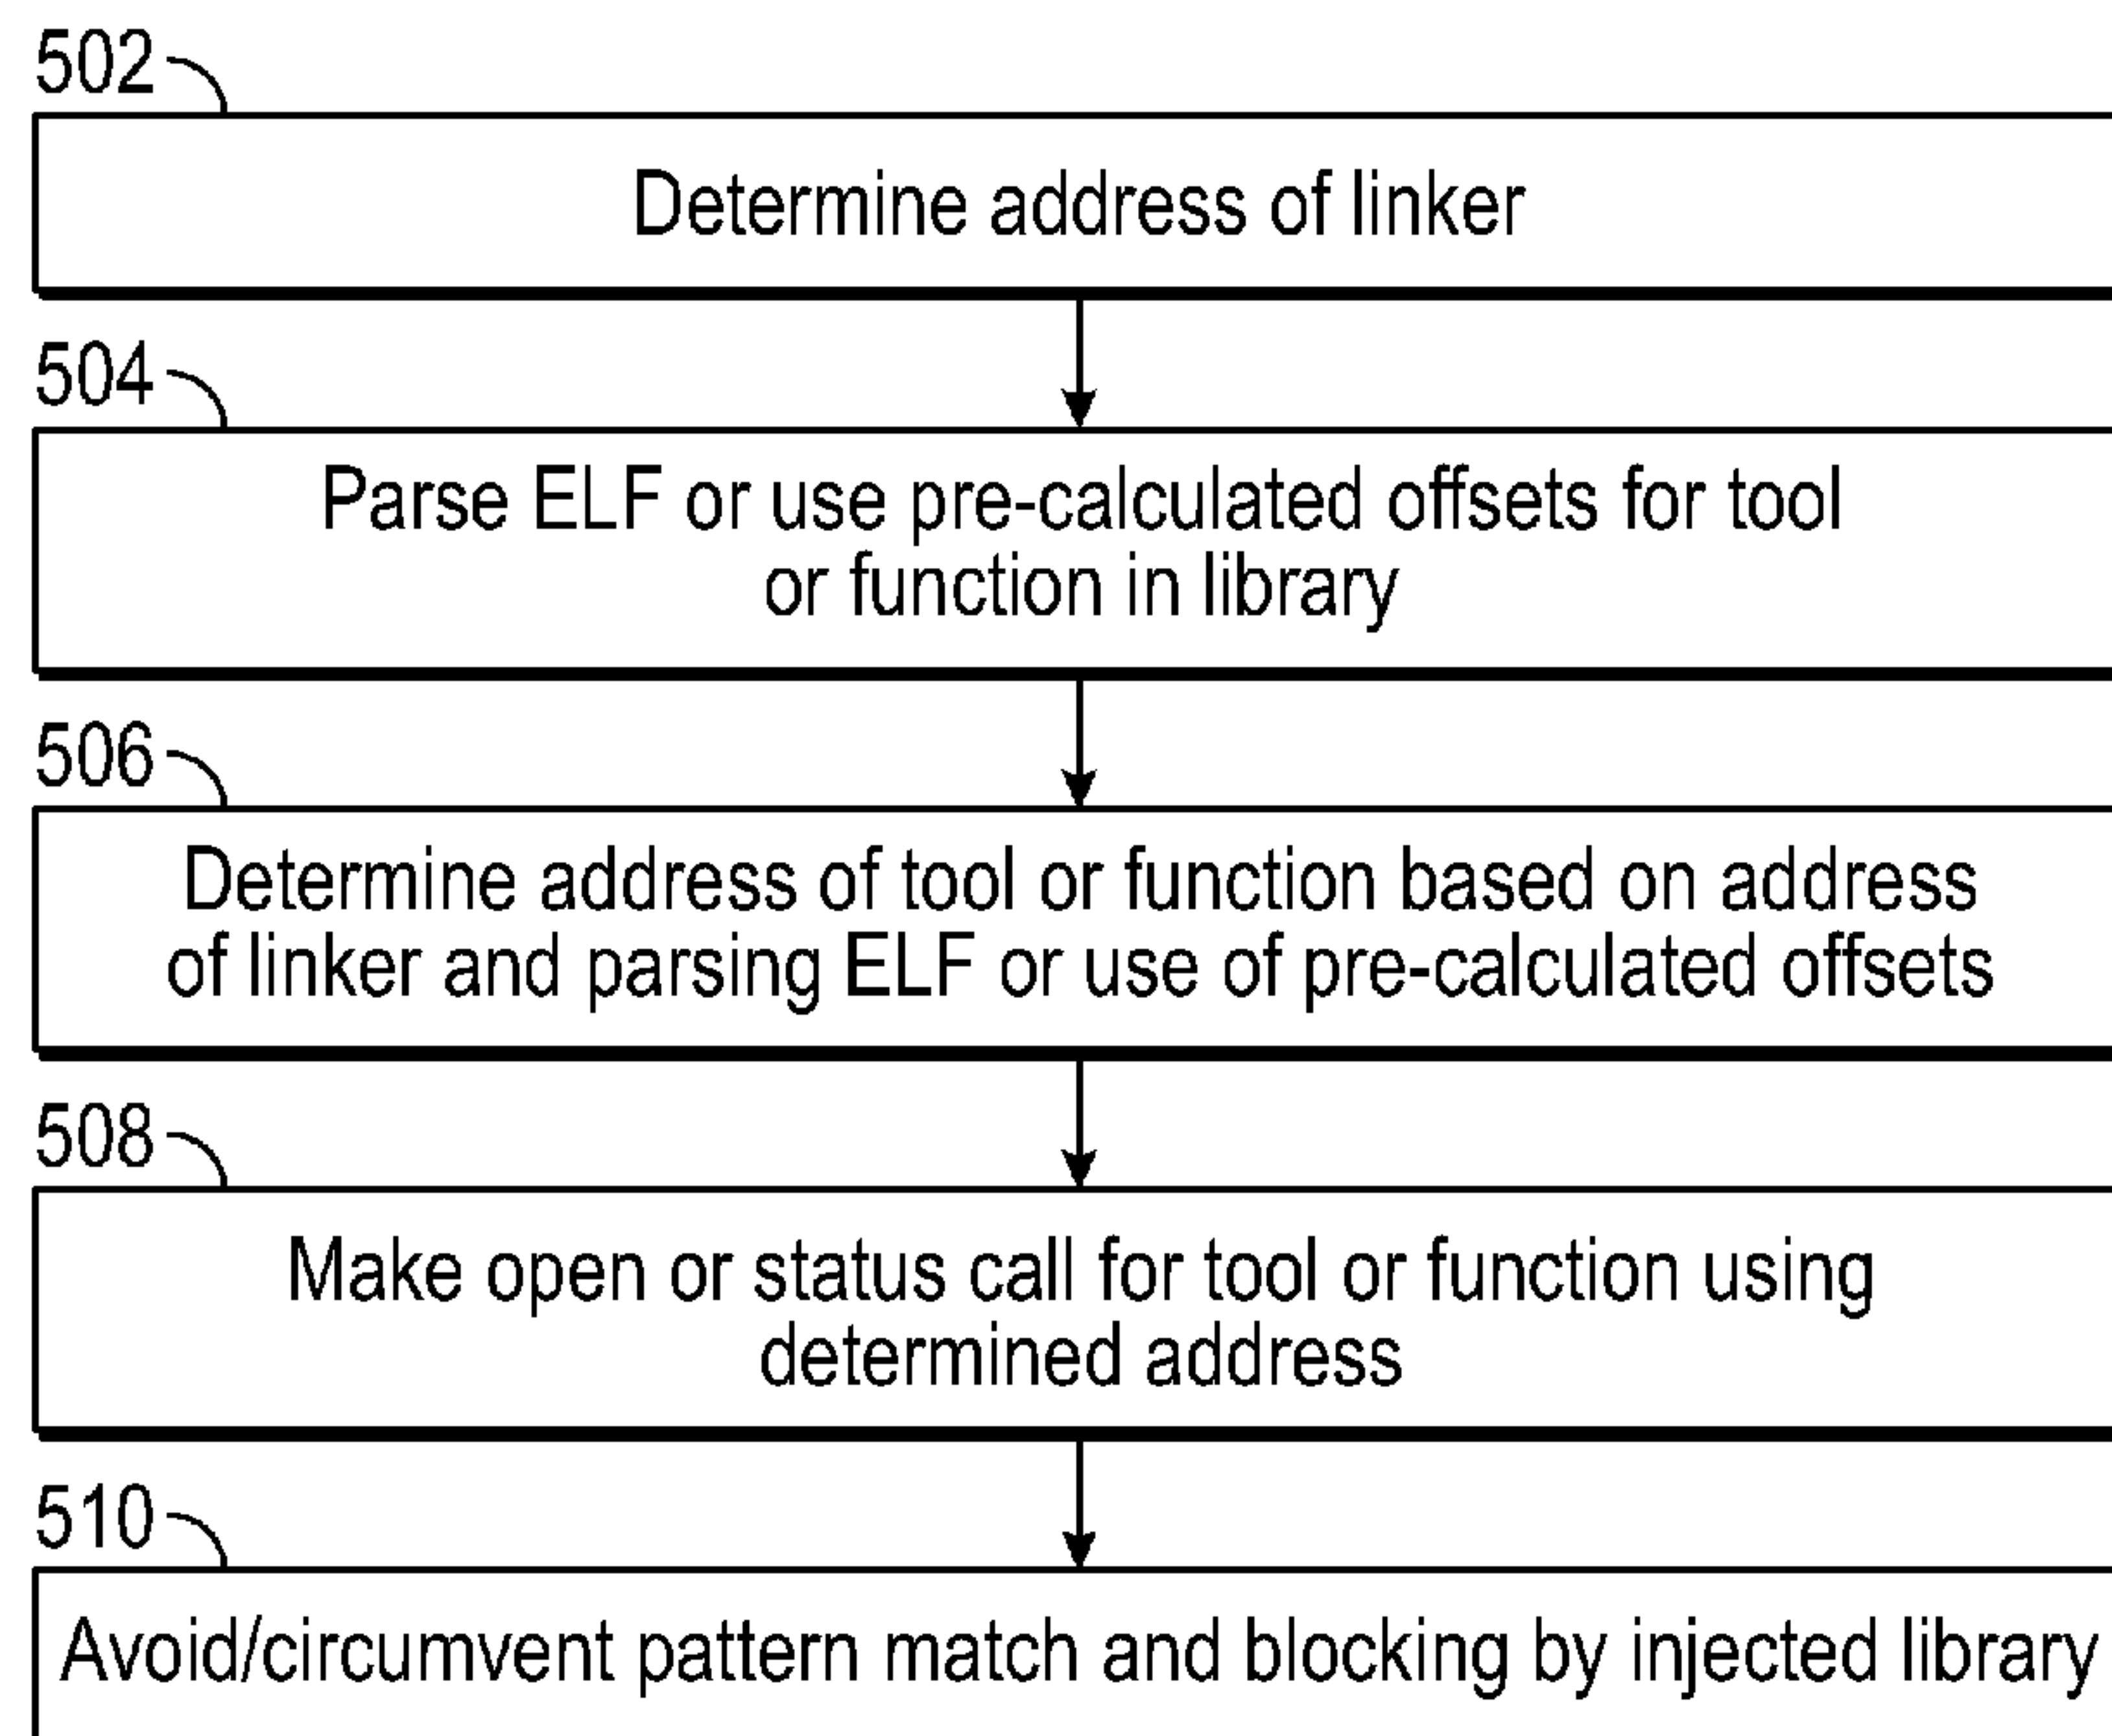 502
Determine address of linker
504
Parse ELF or use pre-calculated offsets for tool
or function in library
506
Determine address of tool or function based on address
of linker and parsing ELF or use of pre-calculated offsets
508
Make open or status call for tool or function using
determined address
510
Avoid/circumvent pattern match and blocking by injected library